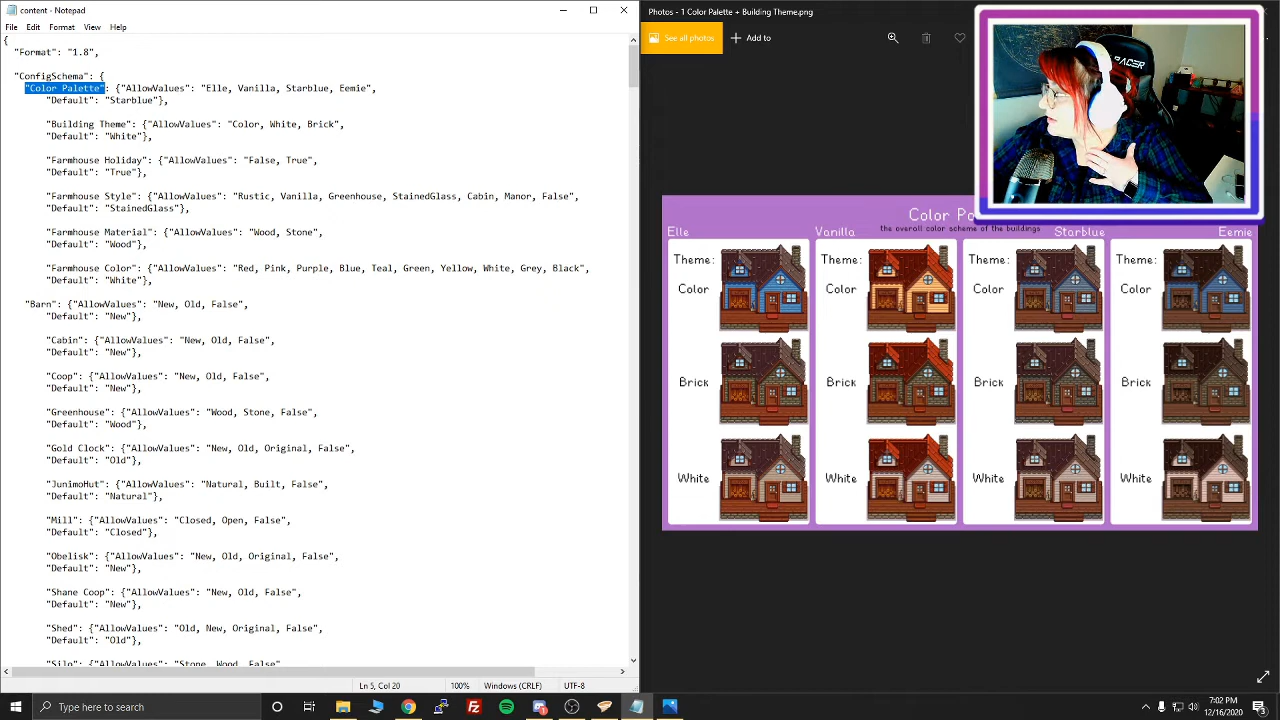 content - Notepad
File Edit Format View Help
{
"Format": "1.8",
"ConfigSchema": {
"Color Palette": {"AllowValues": "Elle, Vanilla, Starblue, Eemie",
"Default": "Starblue"},
"Building Theme": {"AllowValues": "Color, White, Brick",
"Default": "White"},
"Farmhouse Holiday": {"AllowValues": "False, True",
"Default": "True"},
"Farmhouse Style": {"AllowValues": "Rustic, Vanilla, Greenhouse, StainedGlass, Cabin, Manor, False",
"Default": "StainedGlass"},
"Farmhouse Material": {"AllowValues": "Wood, Stone",
"Default": "Wood"},
"Farmhouse Color": {"AllowValues": "Red, Pink, Purple, Blue, Teal, Green, Yellow, White, Grey, Black",
"Default": "White"},
"Barn": {"AllowValues": "New, Old, False",
"Default": "New"},
"Cabin": {"AllowValues": "New, Old, False",
"Default": "New"},
"Coop": {"AllowValues": "New, Old, False",
"Default": "New"},
"Greenhouse": {"AllowValues": "Wood, Stone, False",
"Default": "Wood"},
"Gold Clock": {"AllowValues": "New, Old, Original, False",
"Default": "Old"},
"Junimohut": {"AllowValues": "Natural, Built, False",
"Default": "Natural"},
"Mill": {"AllowValues": "Closed, Open, False",
"Default": "Closed"},
"Obelisk": {"AllowValues": "New, Old, Original, False",
"Default": "New"},
"Shane Coop": {"AllowValues": "New, Old, False",
"Default": "New"},
"Shed": {"AllowValues": "Old, New, Original, False",
"Default": "Old"},
"Silo": {"AllowValues": "Stone, Wood, False",
Ln 5, Col 20 100% Windows (CRLF) UTF-8
Photos - 1 Color Palette + Building Theme.png
See all photos Add to
PACER
Color Pa
the overall color scheme of the buildings
Elle Vanilla Starblue Eemie
Theme: Theme: Theme: Theme:
Color Color Color Color
Brick Brick Brick Brick
White White White White
Type here to search
7:02 PM
12/16/2020
3